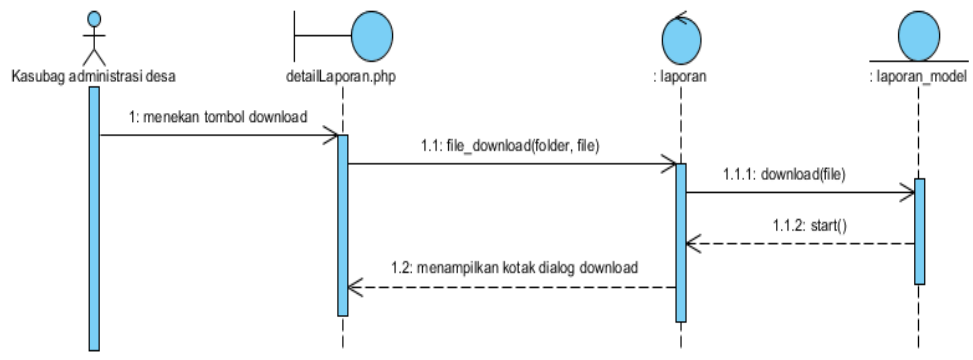 Kasubag administrasi desa
detailLaporan.php
: laporan
: laporan_model
1: menekan tombol download
1.1: file_download(folder, file)
1.1.1: download(file)
1.1.2: start()
1.2: menampilkan kotak dialog download